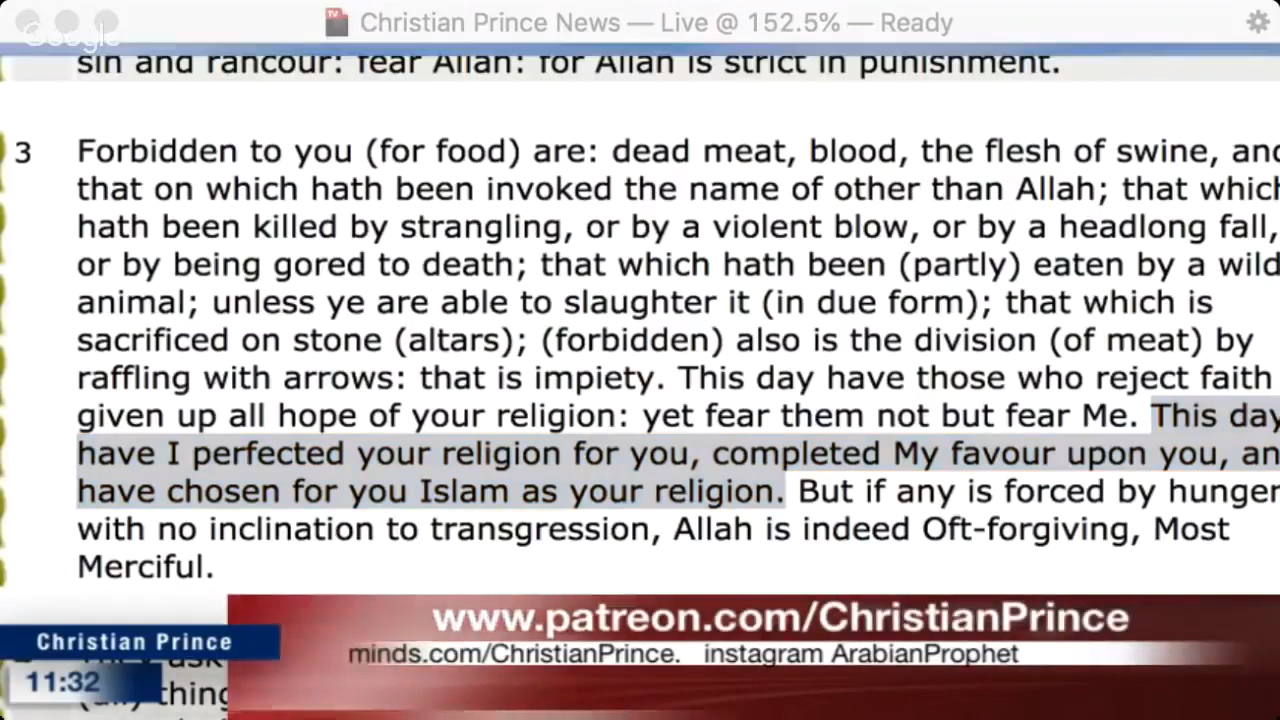 Christian Prince News — Live @ 152.5% — Ready
Google
sin and rancour: fear Allah: for Allah is strict in punishment.
3 Forbidden to you (for food) are: dead meat, blood, the flesh of swine, and
that on which hath been invoked the name of other than Allah; that which
hath been killed by strangling, or by a violent blow, or by a headlong fall,
or by being gored to death; that which hath been (partly) eaten by a wild
animal; unless ye are able to slaughter it (in due form); that which is
sacrificed on stone (altars); (forbidden) also is the division (of meat) by
raffling with arrows: that is impiety. This day have those who reject faith
given up all hope of your religion: yet fear them not but fear Me. This day
have I perfected your religion for you, completed My favour upon you, an
have chosen for you Islam as your religion. But if any is forced by hunger
with no inclination to transgression, Allah is indeed Oft-forgiving, Most
Merciful.
www.patreon.com/ChristianPrince
Christian Prince
minds.com/ChristianPrince. instagram ArabianProphet
ask
11:32
(all) thing